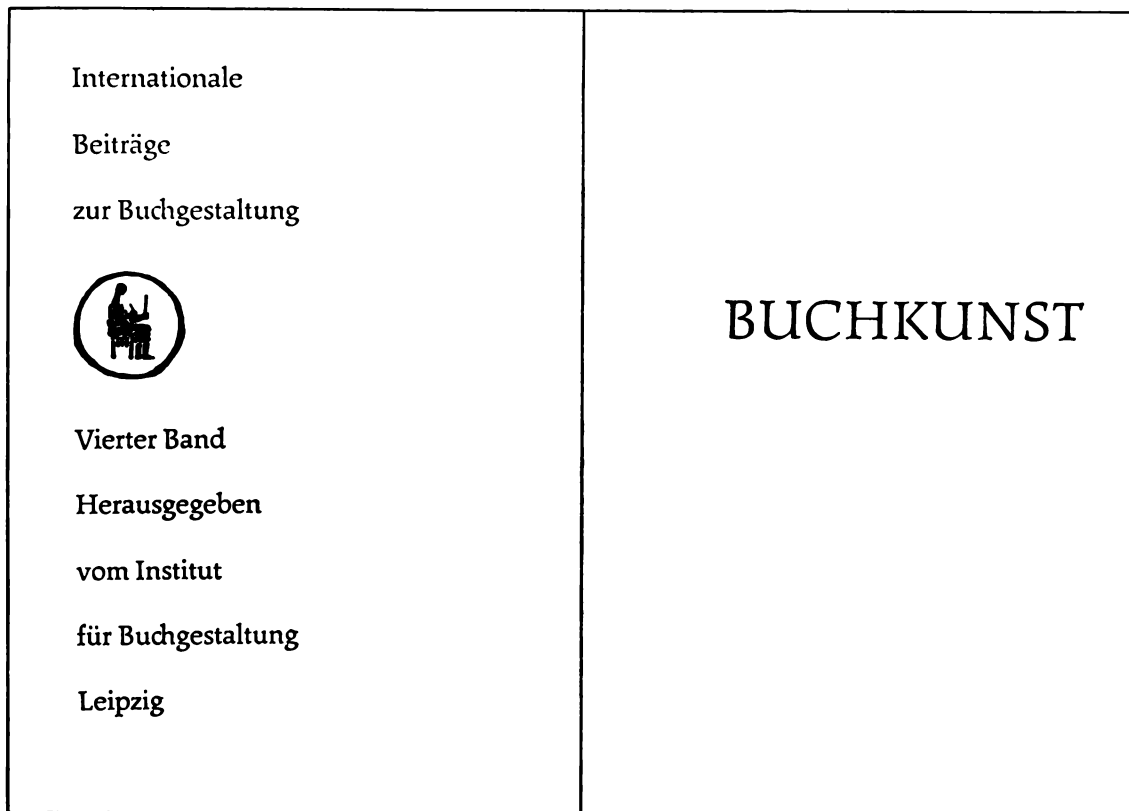 Internationale
Beiträge
zur Buchgestaltung
Vierter Band
Herausgegeben
vom Institut
für Buchgestaltung
Leipzig
BUCHKUNST